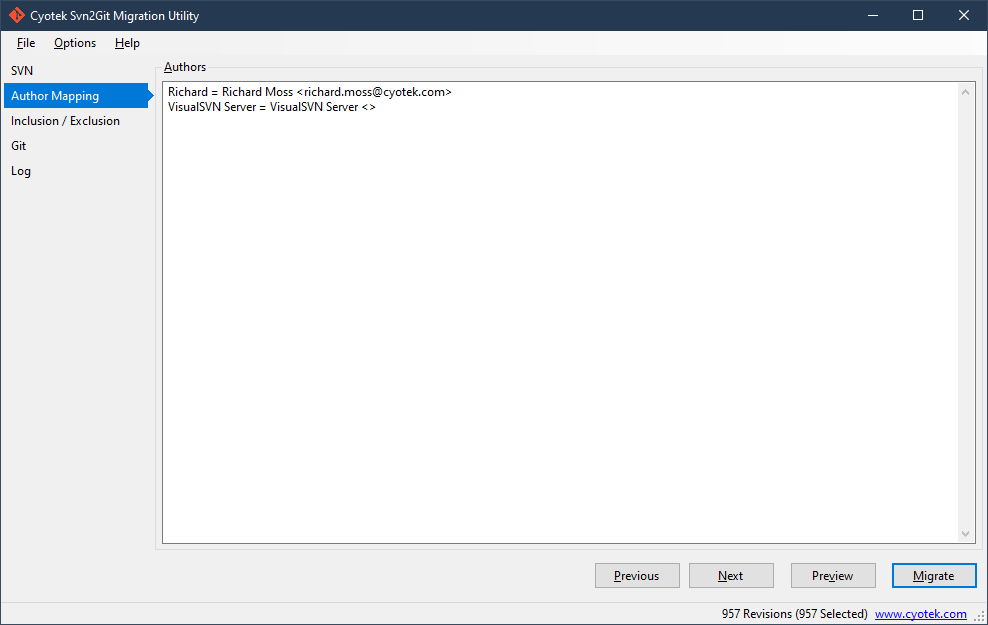 Cyotek Svn2Git Migration Utility
File Options Help
SVN
Author Mapping
Inclusion / Exclusion
Git
Log
Authors
Richard = Richard Moss <richard.moss@cyotek.com>
VisualSVN Server = VisualSVN Server <>
Previous Next Preview Migrate
957 Revisions (957 Selected) www.cyotek.com